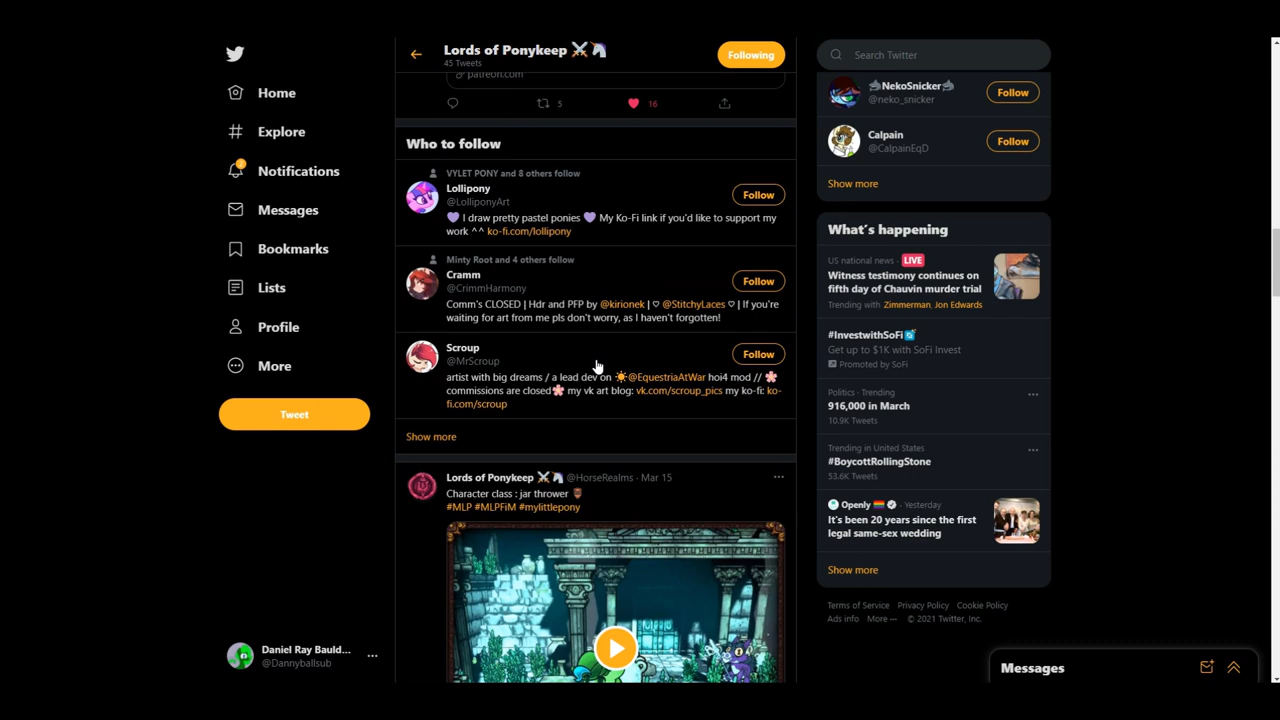 Home
Explore
2
Notifications
Messages
Bookmarks
Lists
Profile
More
Tweet
Daniel Ray Bauld...
@Dannyballsub
Lords of Ponykeep ⚔️🦄
45 Tweets
Following
patreon.com
5
16
Who to follow
VYLET PONY and 8 others follow
Lollipony
@LolliponyArt
Follow
💜 I draw pretty pastel ponies 💜 My Ko-Fi link if you'd like to support my
work ^^ ko-fi.com/lollipony
Minty Root and 4 others follow
Cramm
@CrimmHarmony
Follow
Comm's CLOSED | Hdr and PFP by @kirionek | ♡ @StitchyLaces ♡ | If you're
waiting for art from me pls don't worry, as I haven't forgotten!
Scroup
@MrScroup
Follow
artist with big dreams / a lead dev on ☀️@EquestriaAtWar hoi4 mod // 🌸
commissions are closed🌸 my vk art blog: vk.com/scroup_pics my ko-fi: ko-
fi.com/scroup
Show more
Lords of Ponykeep ⚔️🦄 @HorseRealms · Mar 15
Character class : jar thrower 🏺
#MLP #MLPFiM #mylittlepony
Search Twitter
🦈NekoSnicker🦈
@neko_snicker
Follow
Calpain
@CalpainEqD
Follow
Show more
What's happening
US national news · LIVE
Witness testimony continues on
fifth day of Chauvin murder trial
Trending with Zimmerman, Jon Edwards
#InvestwithSoFi
Get up to $1K with SoFi Invest
Promoted by SoFi
Politics · Trending
916,000 in March
10.9K Tweets
Trending in United States
#BoycottRollingStone
53.6K Tweets
Openly 🏳️‍🌈 · Yesterday
It's been 20 years since the first
legal same-sex wedding
Show more
Terms of Service Privacy Policy Cookie Policy
Ads info More ··· © 2021 Twitter, Inc.
Messages